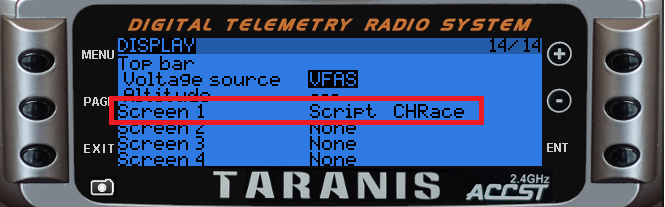 DIGITAL TELEMETRY RADIO SYSTEM
MENU
DISPLAY 14/14
Top bar
Voltage source VFAS
Altitude ---
PAGE
Screen 1 Script CHRace
Screen 2 None
Screen 3 None
EXIT
ENT
Screen 4 None
+
-
TARANIS
2.4GHz
ACCST